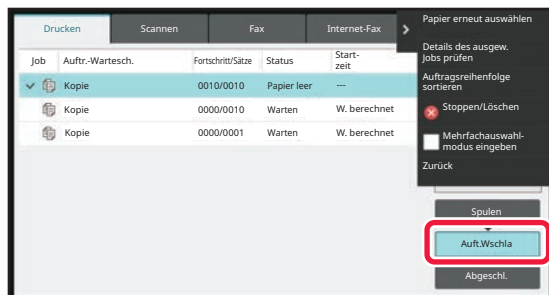 Drucken Scannen Fax Internet-Fax
Job Auftr.-Wartesch. Fortschritt/Sätze Status Start-
zeit
Kopie 0010/0010 Papier leer ---
Kopie 0000/0010 Warten W. berechnet
Kopie 0000/0001 Warten W. berechnet
Papier erneut auswählen
Details des ausgew.
Jobs prüfen
Auftragsreihenfolge
sortieren
Stoppen/Löschen
Mehrfachauswahl-
modus eingeben
Zurück
Spulen
Auft.Wschla
Abgeschl.